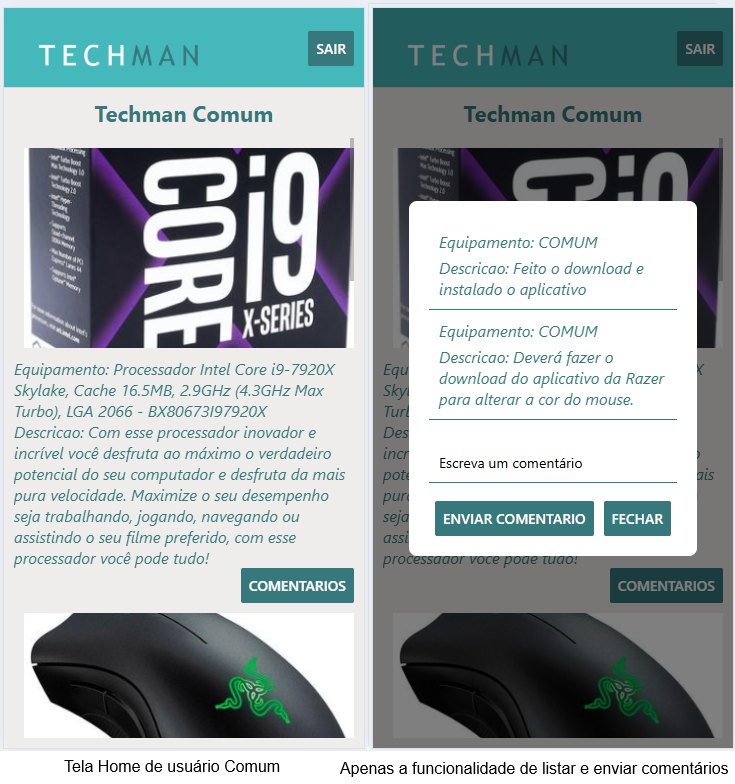 TECHMAN
SAIR
Techman Comum
CORE
i9
X-SERIES
Equipamento: Processador Intel Core i9-7920X
Skylake, Cache 16.5MB, 2.9GHz (4.3GHz Max
Turbo), LGA 2066 - BX80673I97920X
Descricao: Com esse processador inovador e
incrível você desfruta ao máximo o verdadeiro
potencial do seu computador e desfruta da mais
pura velocidade. Maximize o seu desempenho
seja trabalhando, jogando, navegando ou
assistindo o seu filme preferido, com esse
processador você pode tudo!
COMENTARIOS
Tela Home de usuário Comum
TECHMAN
SAIR
Techman Comum
Equipamento: COMUM
Descricao: Feito o download e
instalado o aplicativo
Equipamento: COMUM
Descricao: Deverá fazer o
download do aplicativo da Razer
para alterar a cor do mouse.
Escreva um comentário
ENVIAR COMENTARIO
FECHAR
processador você pode tudo!
COMENTARIOS
Apenas a funcionalidade de listar e enviar comentários